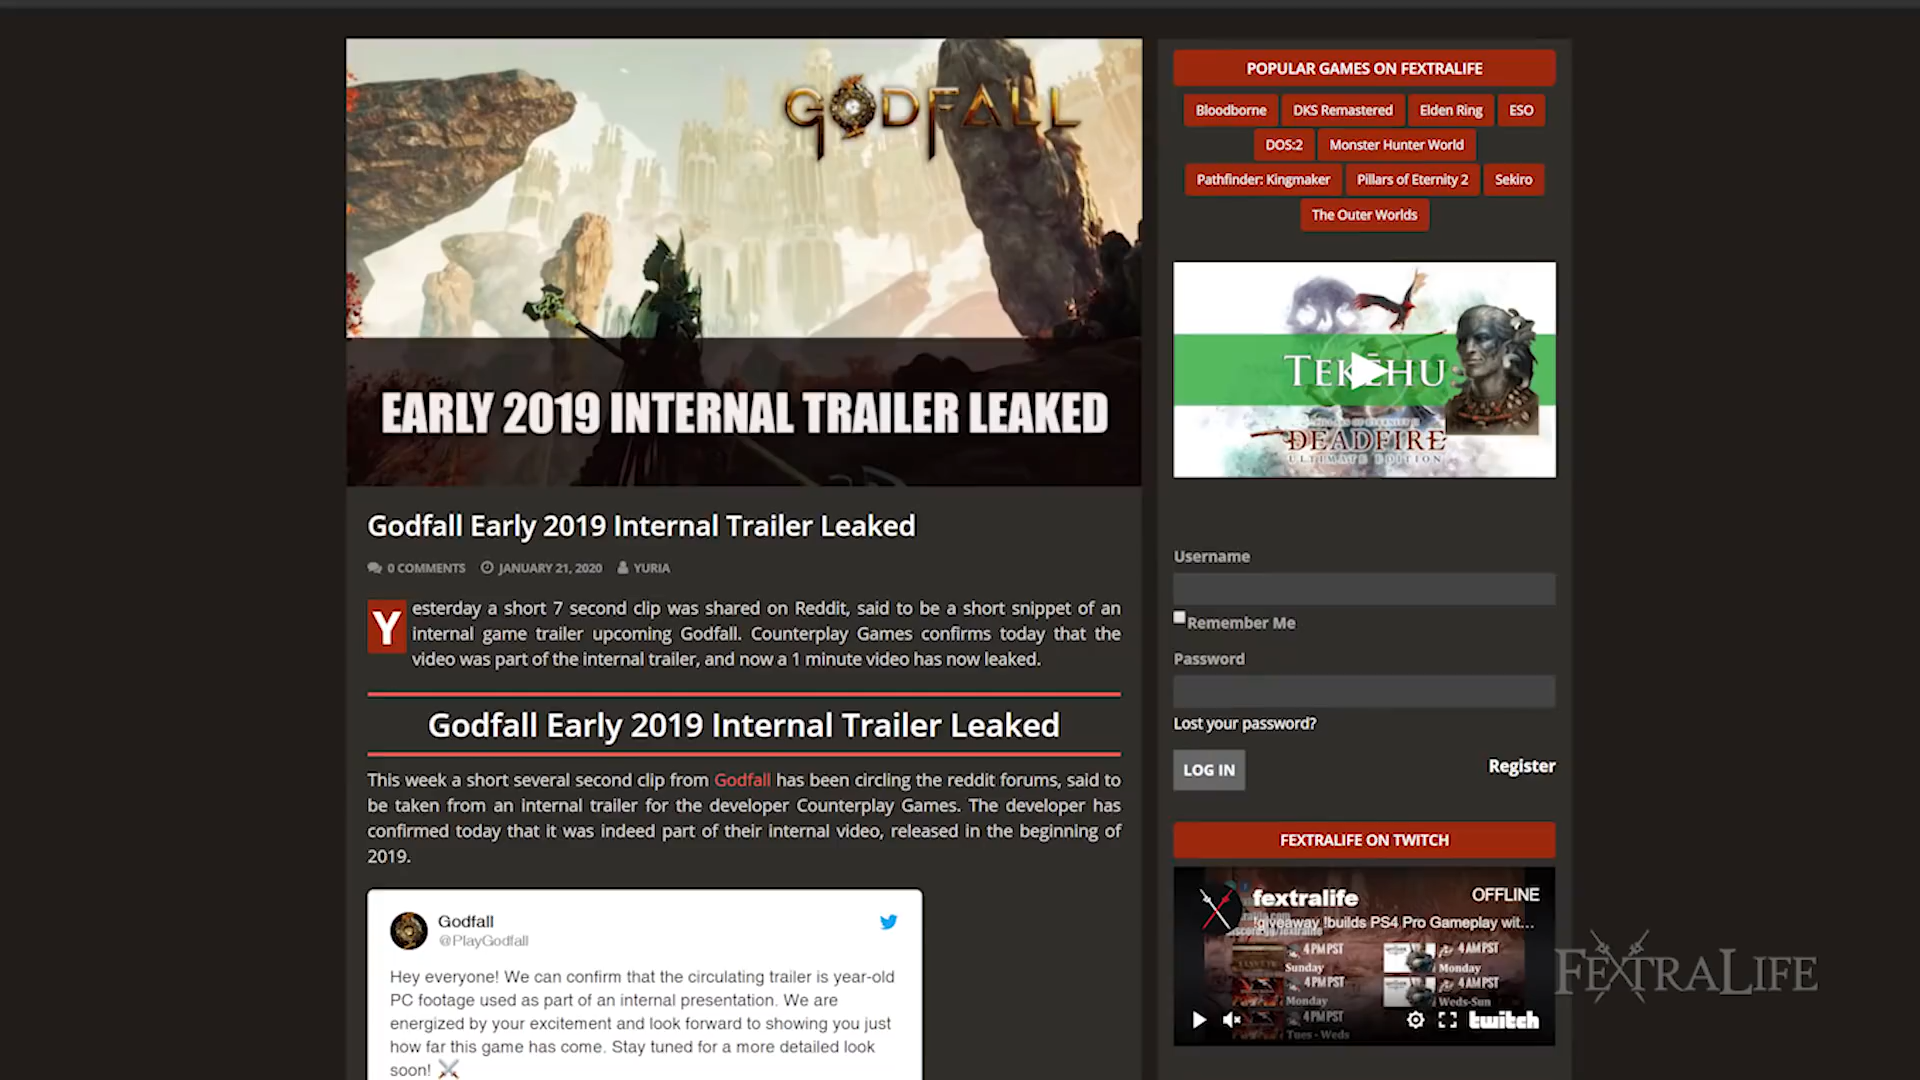 GODFALL
EARLY 2019 INTERNAL TRAILER LEAKED
Godfall Early 2019 Internal Trailer Leaked
0 COMMENTS JANUARY 21, 2020 YURIA
Yesterday a short 7 second clip was shared on Reddit, said to be a short snippet of an
internal game trailer upcoming Godfall. Counterplay Games confirms today that the
video was part of the internal trailer, and now a 1 minute video has now leaked.
Godfall Early 2019 Internal Trailer Leaked
This week a short several second clip from Godfall has been circling the reddit forums, said to
be taken from an internal trailer for the developer Counterplay Games. The developer has
confirmed today that it was indeed part of their internal video, released in the beginning of
2019.
Godfall
@PlayGodfall
Hey everyone! We can confirm that the circulating trailer is year-old
PC footage used as part of an internal presentation. We are
energized by your excitement and look forward to showing you just
how far this game has come. Stay tuned for a more detailed look
soon! ⚔
POPULAR GAMES ON FEXTRALIFE
Bloodborne DKS Remastered Elden Ring ESO
DOS:2 Monster Hunter World
Pathfinder: Kingmaker Pillars of Eternity 2 Sekiro
The Outer Worlds
TEKEHU
DEADFIRE
ULTIMATE EDITION
Username
Remember Me
Password
Lost your password?
LOG IN Register
FEXTRALIFE ON TWITCH
fextralife OFFLINE
!giveaway !builds PS4 Pro Gameplay wit...
4 PM PST 4 AM PST
Sunday Monday
4 PM PST 4 AM PST
Monday Weds-Sun
4 PM PST
Tues - Weds
twitch
FEXTRALIFE